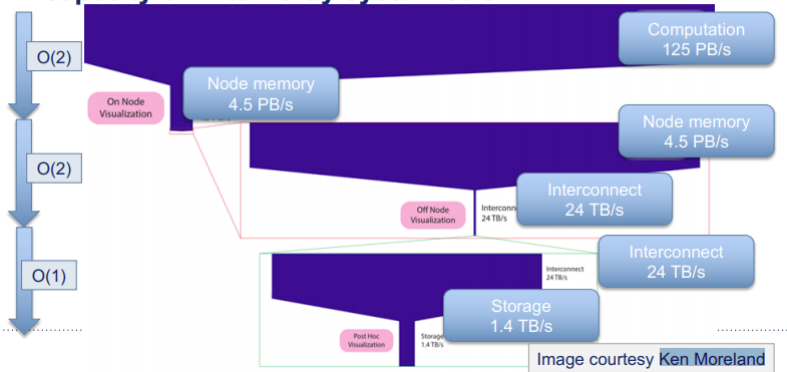 Computation
125 PB/s
O(2)
Node memory
4.5 PB/s
On Node
Visualization
Node memory
4.5 PB/s
O(2)
Interconnect
24 TB/s
Off Node
Visualization
24 TB/s
Interconnect
24 TB/s
O(1)
Interconnect
24 TB/s
Storage
1.4 TB/s
Post Hoc
Visualization
Storage
1.4 TB/s
Image courtesy Ken Moreland